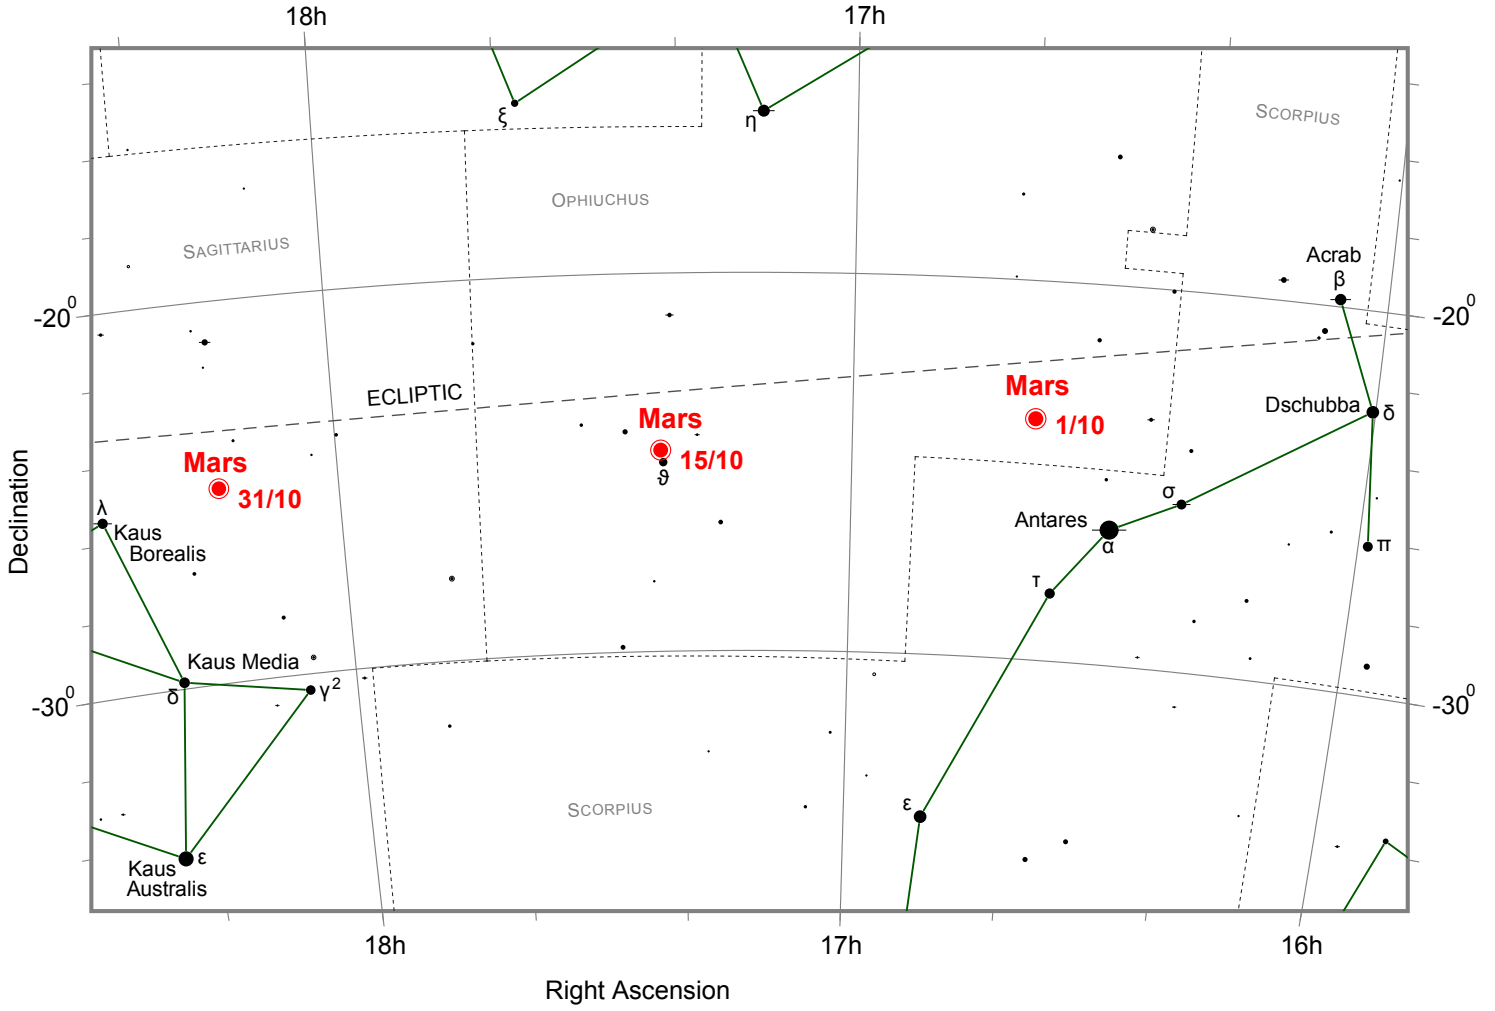 18h 17h
ξ
η
SCORPIUS
OPHIUCHUS
SAGITTARIUS
Acrab
β
-20⁰ -20⁰
ECLIPTIC
Mars
1/10
Dschubba δ
Mars
15/10
ϑ
Mars
31/10
λ
Kaus
Borealis
σ
Antares
α
π
τ
Declination
Kaus Media
δ
γ²
-30⁰ -30⁰
SCORPIUS
ε
ε
Kaus
Australis
18h 17h 16h
Right Ascension